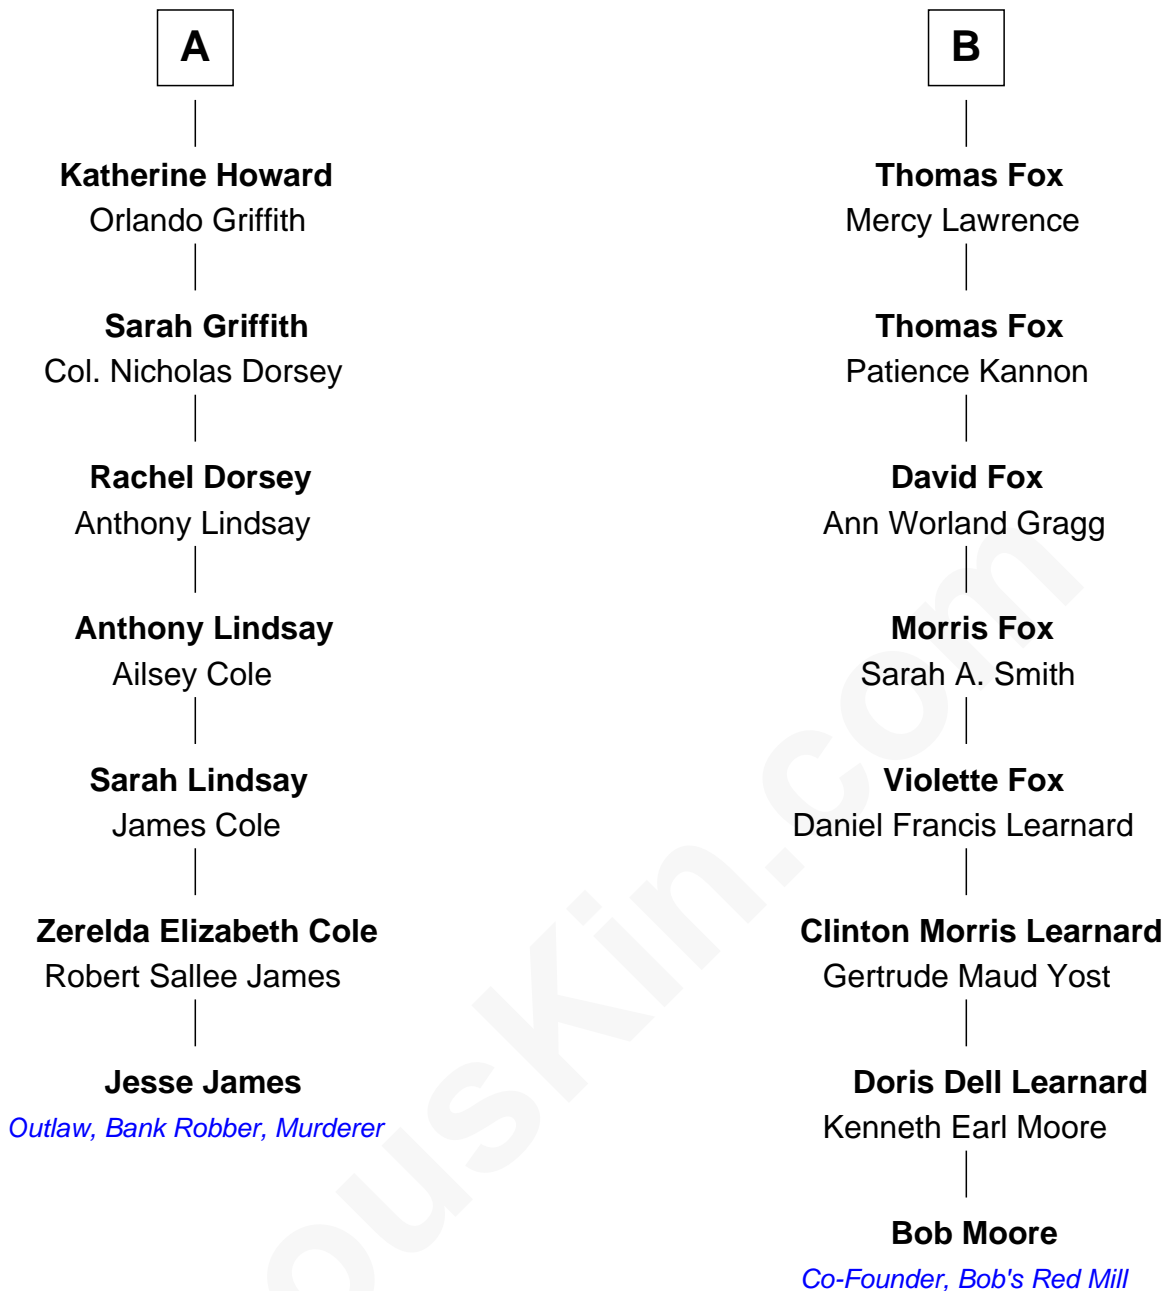 A
Katherine Howard
Orlando Griffith
Sarah Griffith
Col. Nicholas Dorsey
Rachel Dorsey
Anthony Lindsay
Anthony Lindsay
Ailsey Cole
Sarah Lindsay
James Cole
Zerelda Elizabeth Cole
Robert Sallee James
Jesse James
Outlaw, Bank Robber, Murderer
B
Thomas Fox
Mercy Lawrence
Thomas Fox
Patience Kannon
David Fox
Ann Worland Gragg
Morris Fox
Sarah A. Smith
Violette Fox
Daniel Francis Learnard
Clinton Morris Learnard
Gertrude Maud Yost
Doris Dell Learnard
Kenneth Earl Moore
Bob Moore
Co-Founder, Bob's Red Mill
ousKin.com